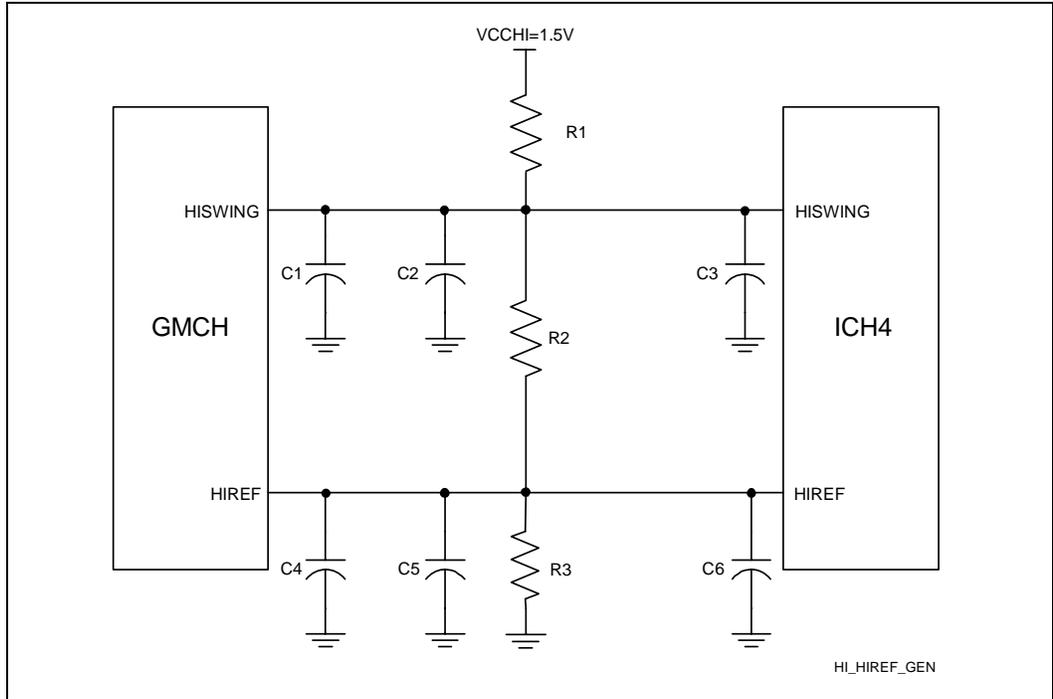 VCCHI=1.5V
R1
HISWING
HISWING
C1
C2
C3
GMCH
R2
ICH4
HIREF
HIREF
C4
C5
R3
C6
HI_HIREF_GEN